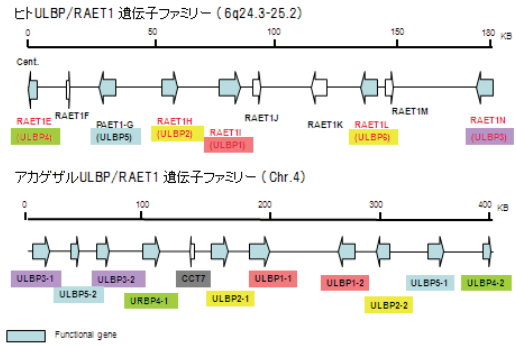 ヒトULBP/RAET1 遺伝子ファミリー ( 6q24.3-25.2)
0 50 100 150 180 KB
Cent.
RAET1E RAET1F PAET1-G RAET1H RAET1I RAET1J RAET1K RAET1L RAET1M RAET1N
(ULBP4) (ULBP5) (ULBP2) (ULBP1) (ULBP6) (ULBP3)
アカゲザルULBP/RAET1 遺伝子ファミリー ( Chr.4)
0 100 200 300 400 KB
ULBP3-1 ULBP3-2 CCT7 ULBP1-1 ULBP1-2 ULBP5-1 ULBP4-2
ULBP5-2 URBP4-1 ULBP2-1 ULBP2-2
Functional gene